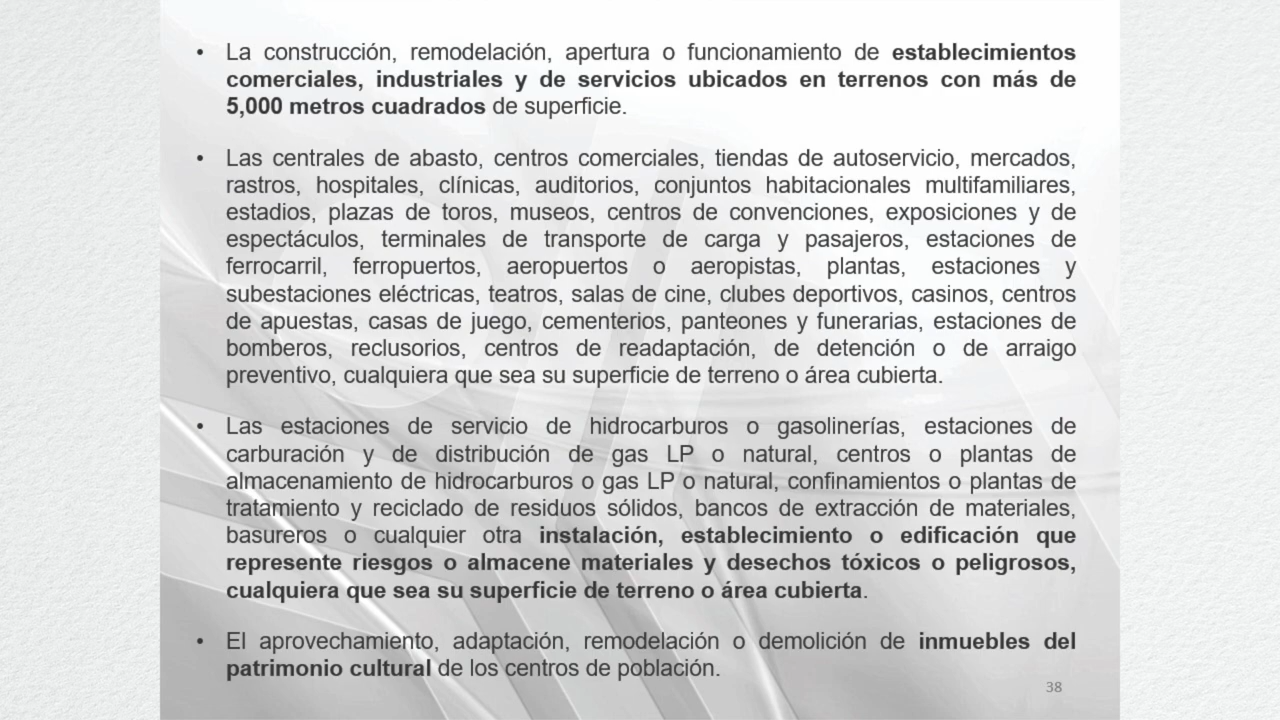 • La construcción, remodelación, apertura o funcionamiento de establecimientos
comerciales, industriales y de servicios ubicados en terrenos con más de
5,000 metros cuadrados de superficie.
• Las centrales de abasto, centros comerciales, tiendas de autoservicio, mercados,
rastros, hospitales, clínicas, auditorios, conjuntos habitacionales multifamiliares,
estadios, plazas de toros, museos, centros de convenciones, exposiciones y de
espectáculos, terminales de transporte de carga y pasajeros, estaciones de
ferrocarril, ferropuertos, aeropuertos o aeropistas, plantas, estaciones y
subestaciones eléctricas, teatros, salas de cine, clubes deportivos, casinos, centros
de apuestas, casas de juego, cementerios, panteones y funerarias, estaciones de
bomberos, reclusorios, centros de readaptación, de detención o de arraigo
preventivo, cualquiera que sea su superficie de terreno o área cubierta.
• Las estaciones de servicio de hidrocarburos o gasolinerías, estaciones de
carburación y de distribución de gas LP o natural, centros o plantas de
almacenamiento de hidrocarburos o gas LP o natural, confinamientos o plantas de
tratamiento y reciclado de residuos sólidos, bancos de extracción de materiales,
basureros o cualquier otra instalación, establecimiento o edificación que
represente riesgos o almacene materiales y desechos tóxicos o peligrosos,
cualquiera que sea su superficie de terreno o área cubierta.
• El aprovechamiento, adaptación, remodelación o demolición de inmuebles del
patrimonio cultural de los centros de población.
38